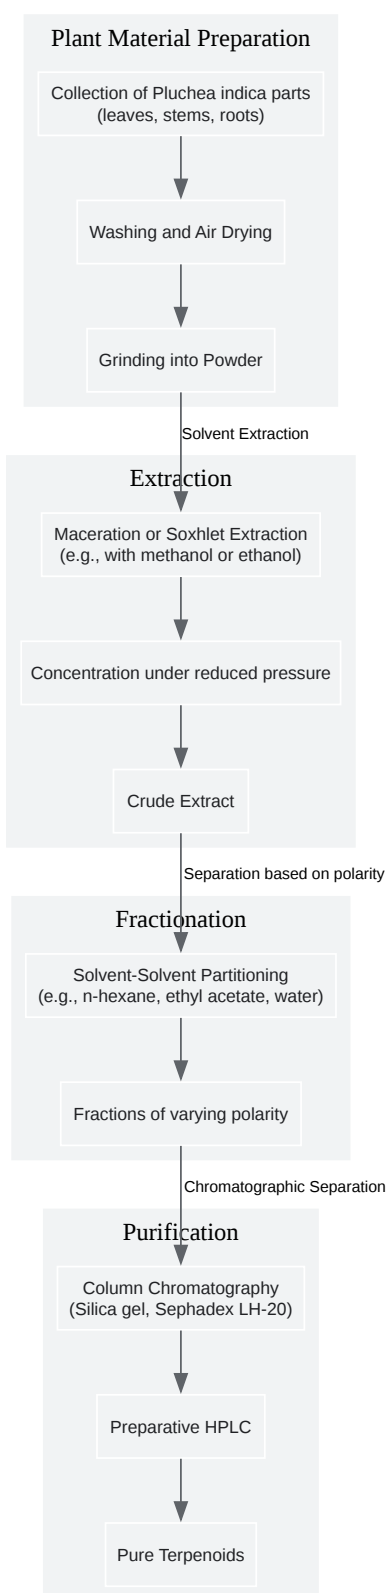 Plant Material Preparation
Collection of Pluchea indica parts
(leaves, stems, roots)
Washing and Air Drying
Grinding into Powder
Solvent Extraction
Extraction
Maceration or Soxhlet Extraction
(e.g., with methanol or ethanol)
Concentration under reduced pressure
Crude Extract
Separation based on polarity
Fractionation
Solvent-Solvent Partitioning
(e.g., n-hexane, ethyl acetate, water)
Fractions of varying polarity
Chromatographic Separation
Purification
Column Chromatography
(Silica gel, Sephadex LH-20)
Preparative HPLC
Pure Terpenoids